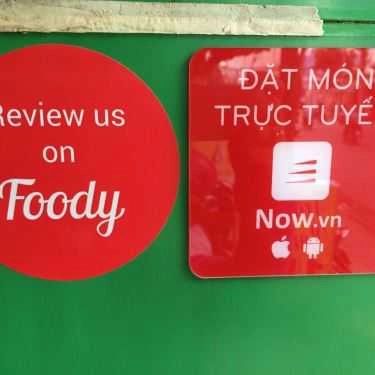 Review us
on
Foody
ĐẶT MÓN
TRỰC TUYẾ
Now.vn